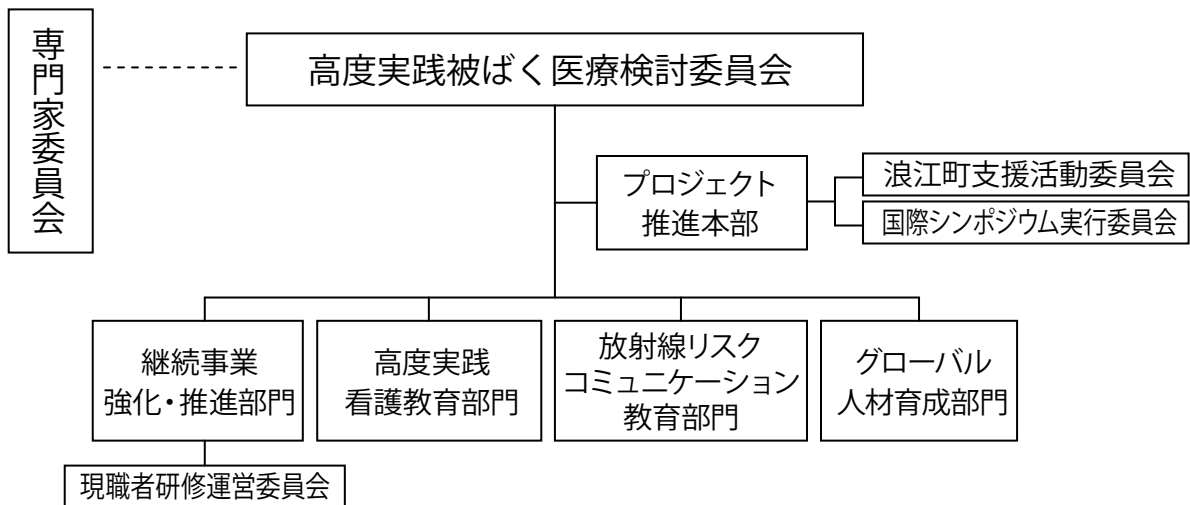 専門家委員会
高度実践被ばく医療検討委員会
プロジェクト
推進本部
浪江町支援活動委員会
国際シンポジウム実行委員会
継続事業
強化・推進部門
高度実践
看護教育部門
放射線リスク
コミュニケーション
教育部門
グローバル
人材育成部門
現職者研修運営委員会